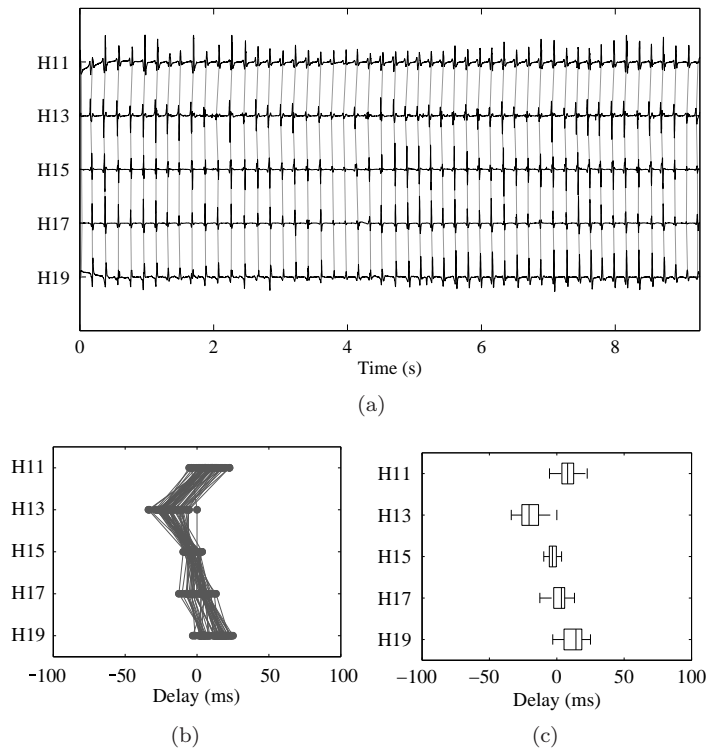 H11
H13
H15
H17
H19
0 2 4 6 8
Time (s)
(a)
H11
H13
H15
H17
H19
-100 -50 0 50 100
Delay (ms)
(b)
H11
H13
H15
H17
H19
−100 −50 0 50 100
Delay (ms)
(c)